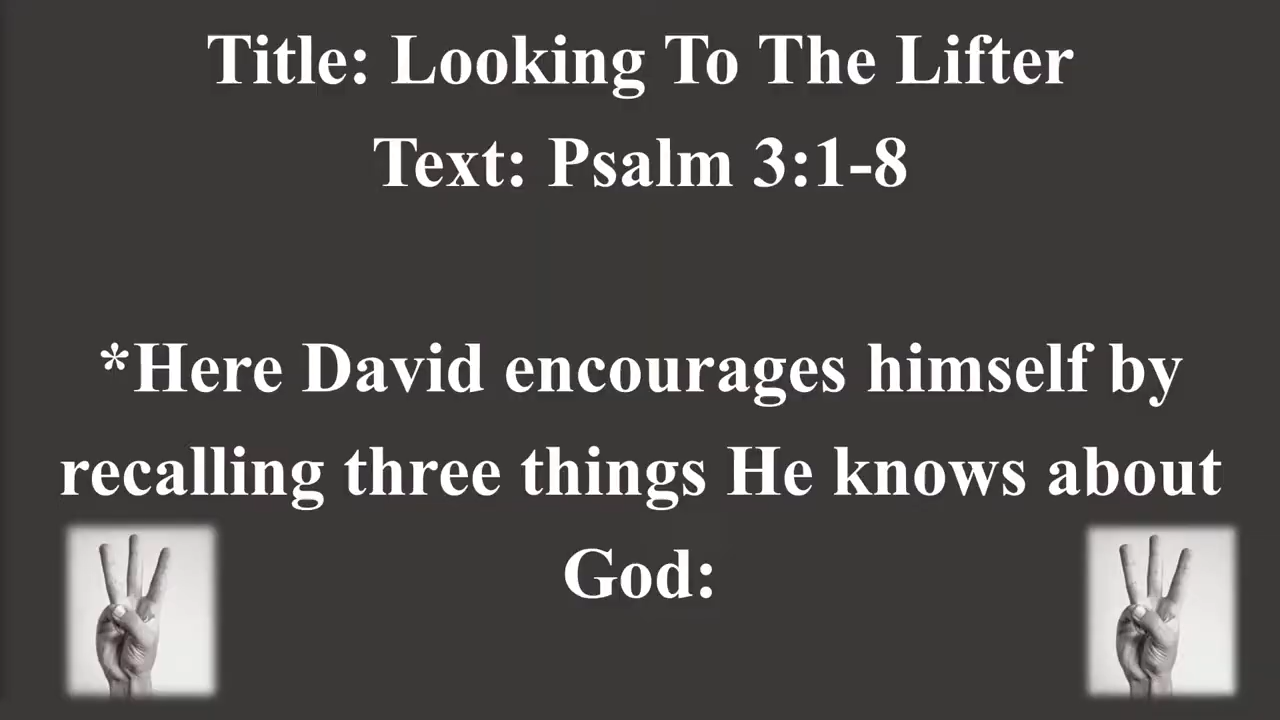 Title: Looking To The Lifter
Text: Psalm 3:1-8
*Here David encourages himself by
recalling three things He knows about
God: